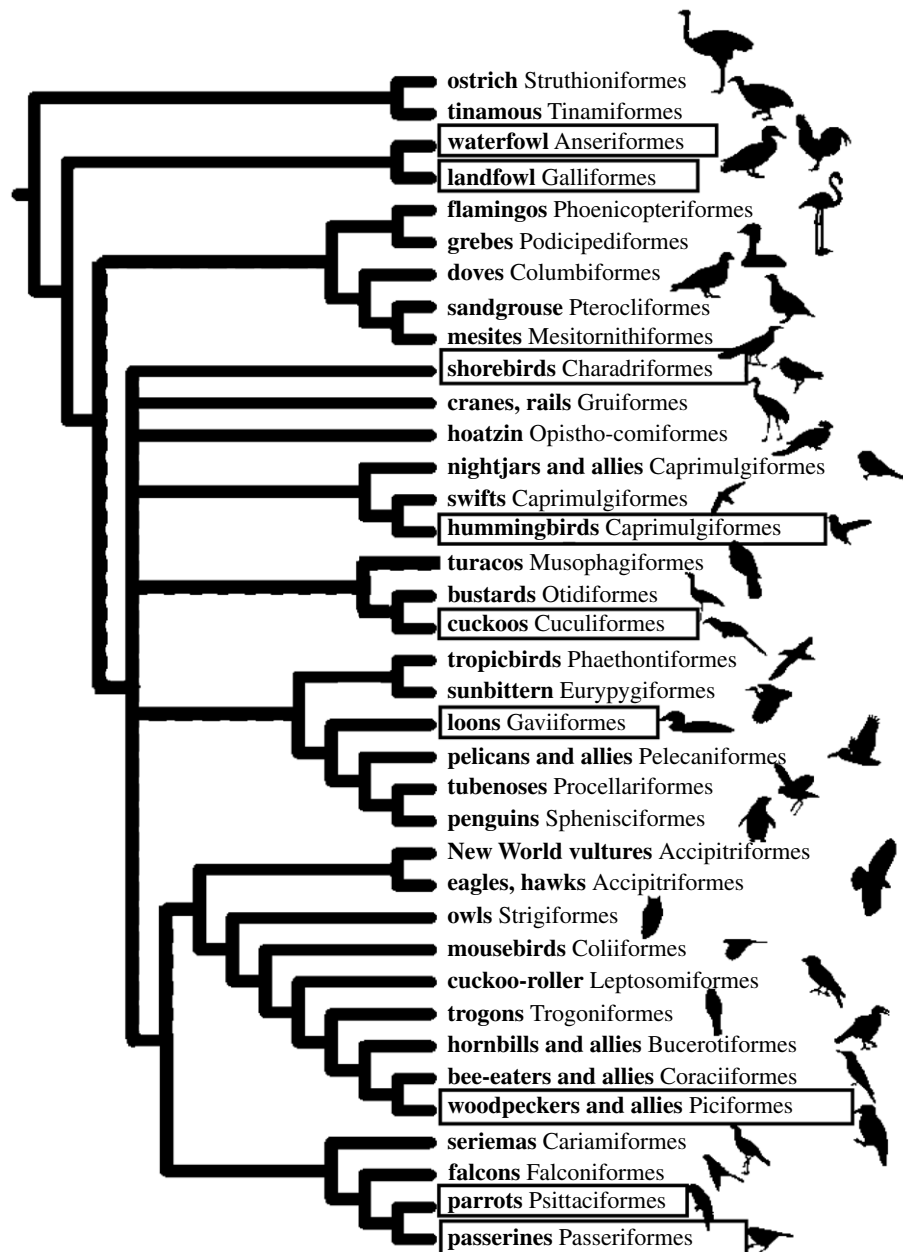 ostrich Struthioniformes
tinamous Tinamiformes
waterfowl Anseriformes
landfowl Galliformes
flamingos Phoenicopteriformes
grebes Podicipediformes
doves Columbiformes
sandgrouse Pterocliformes
mesites Mesitornithiformes
shorebirds Charadriformes
cranes, rails Gruiformes
hoatzin Opistho-comiformes
nightjars and allies Caprimulgiformes
swifts Caprimulgiformes
hummingbirds Caprimulgiformes
turacos Musophagiformes
bustards Otidiformes
cuckoos Cuculiformes
tropicbirds Phaethontiformes
sunbittern Eurypygiformes
loons Gaviiformes
pelicans and allies Pelecaniformes
tubenoses Procellariformes
penguins Sphenisciformes
New World vultures Accipitriformes
eagles, hawks Accipitriformes
owls Strigiformes
mousebirds Coliiformes
cuckoo-roller Leptosomiformes
trogons Trogoniformes
hornbills and allies Bucerotiformes
bee-eaters and allies Coraciiformes
woodpeckers and allies Piciformes
seriemas Cariamiformes
falcons Falconiformes
parrots Psittaciformes
passerines Passeriformes